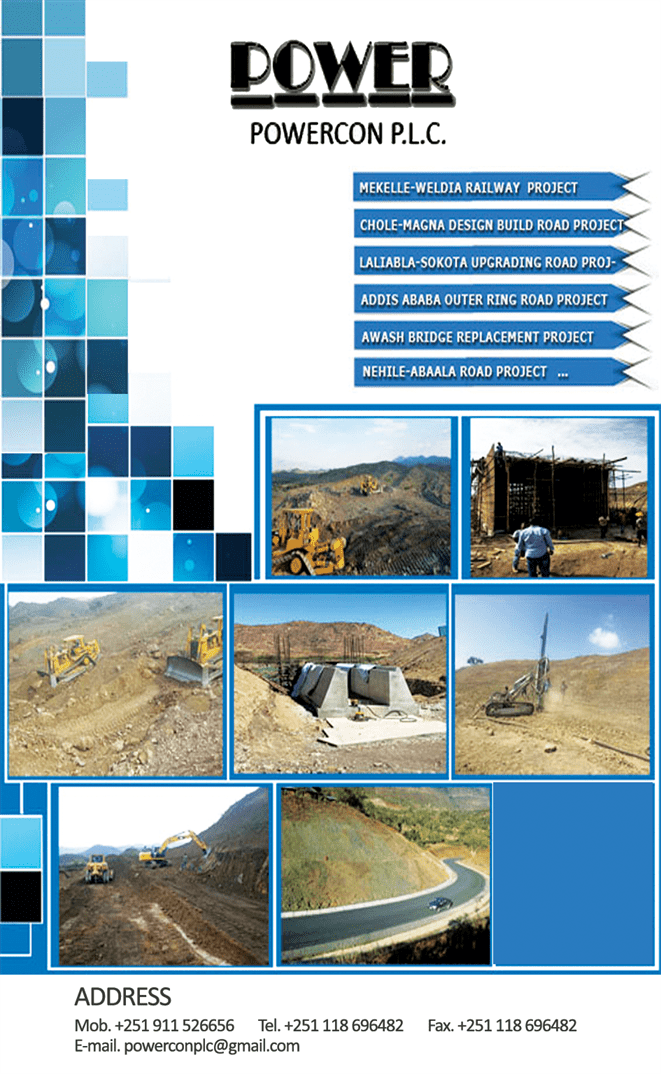 POWER
POWERCON P.L.C.
MEKELLE-WELDIA RAILWAY PROJECT
CHOLE-MAGNA DESIGN BUILD ROAD PROJECT
LALIABLA-SOKOTA UPGRADING ROAD PROJ-
ADDIS ABABA OUTER RING ROAD PROJECT
AWASH BRIDGE REPLACEMENT PROJECT
NEHILE-ABAALA ROAD PROJECT ...
ADDRESS
Mob. +251 911 526656 Tel. +251 118 696482 Fax. +251 118 696482
E-mail. powerconplc@gmail.com